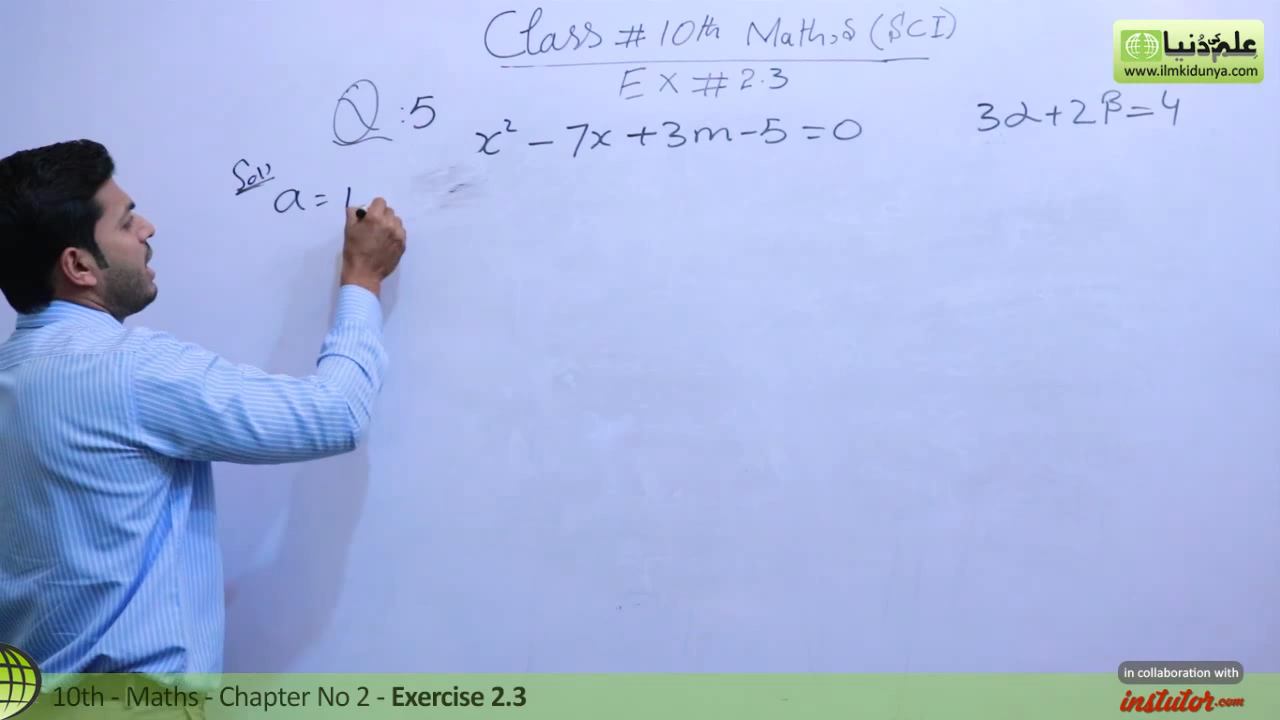 Class # 10th Maths (SCI)
EX # 2.3
Q:5
x² - 7x + 3m - 5 = 0
3α + 2β = 4
Sol:
a = 1
علم کی دُنیا
www.ilmkidunya.com
10th - Maths - Chapter No 2 - Exercise 2.3
in collaboration with
instutor.com